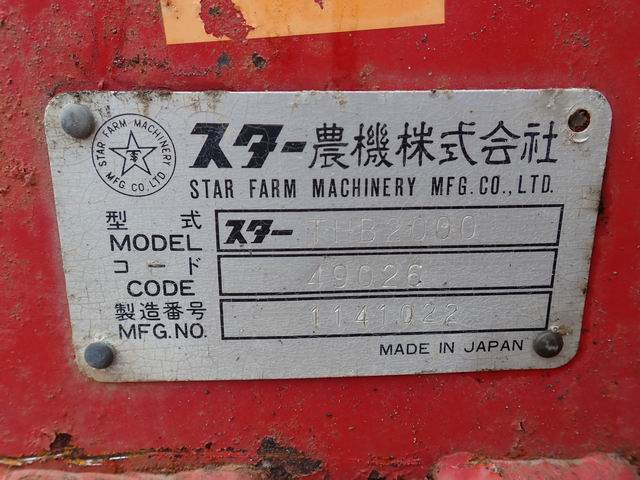 STAR FARM MACHINERY MFG CO., LTD.
スター農機株式会社
STAR FARM MACHINERY MFG.CO.,LTD.
型式 スター THB2000
MODEL
コード 49026
CODE
製造番号 1141022
MFG.NO.
MADE IN JAPAN